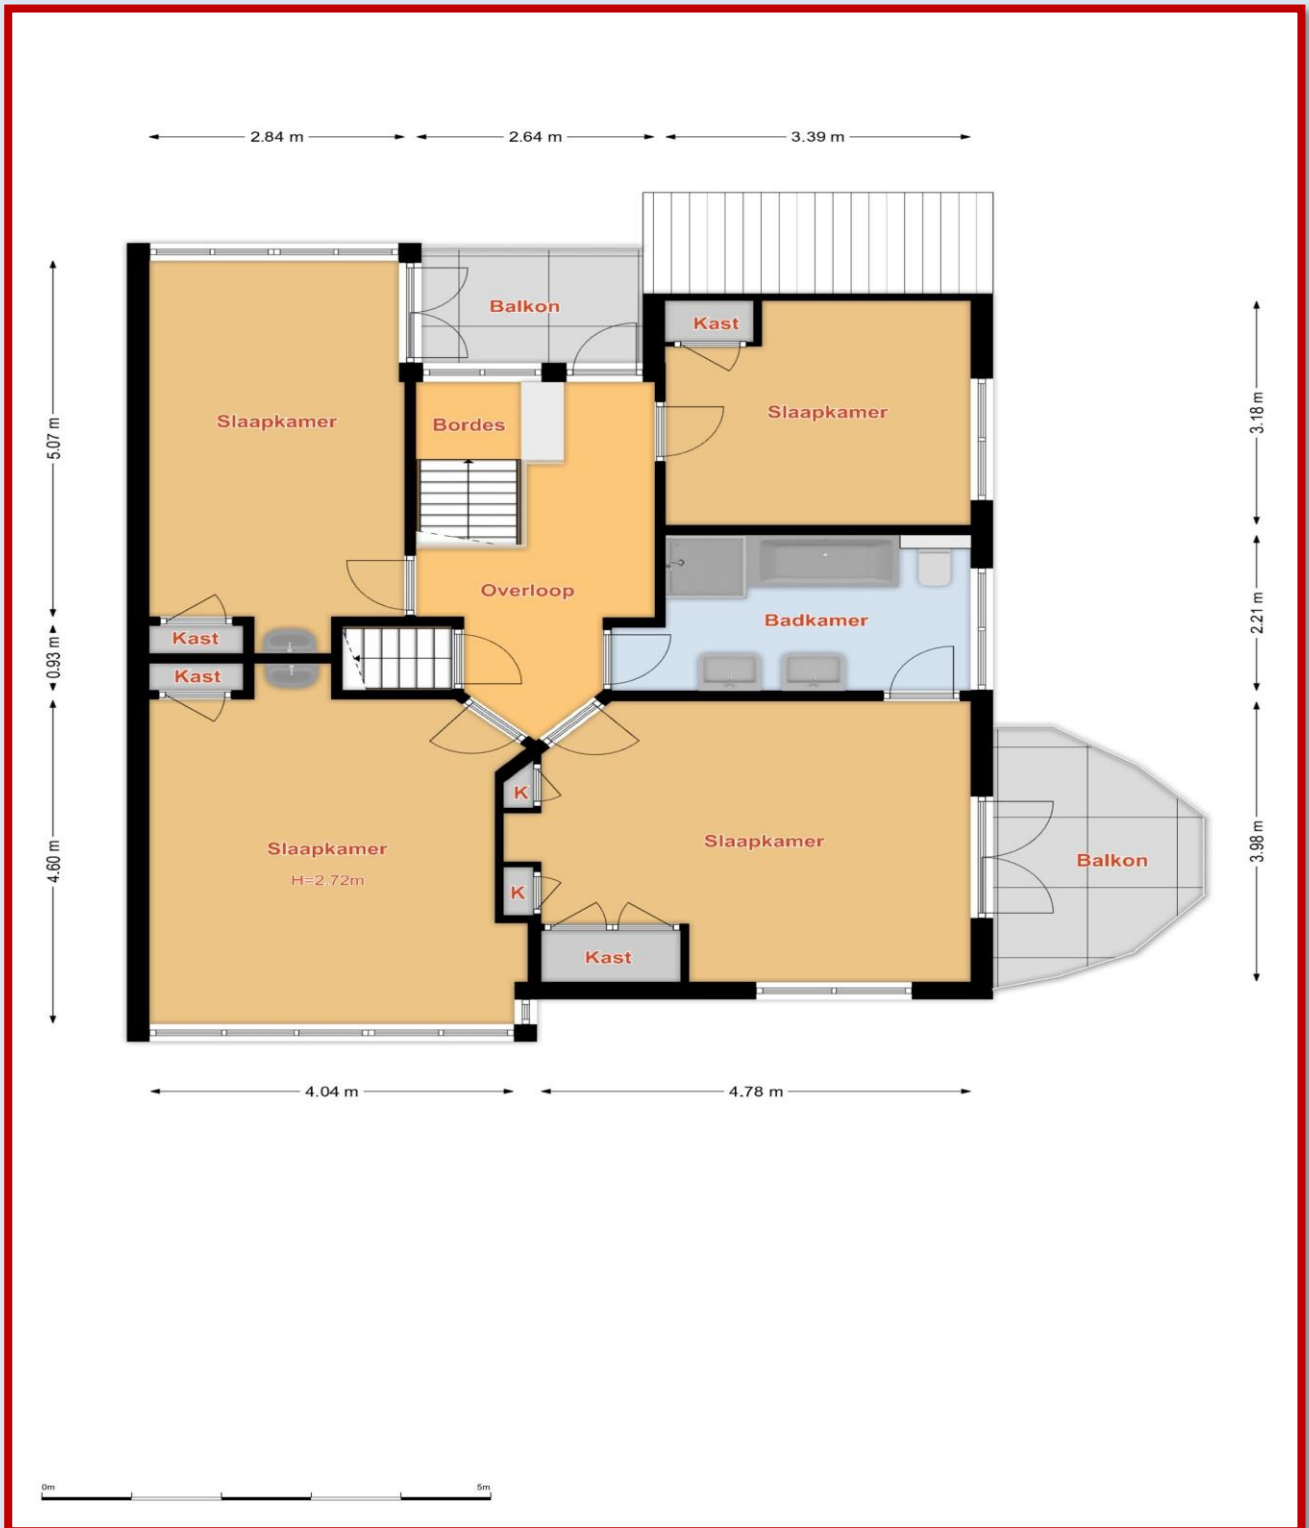 2.84 m
2.64 m
3.39 m
Balkon
Kast
Slaapkamer
Slaapkamer
Bordes
5.07 m
3.18 m
Overloop
Badkamer
Kast
Kast
0.93 m
2.21 m
K
Slaapkamer
H=2.72m
Slaapkamer
Balkon
K
Kast
4.60 m
3.98 m
4.04 m
4.78 m
0m
5m